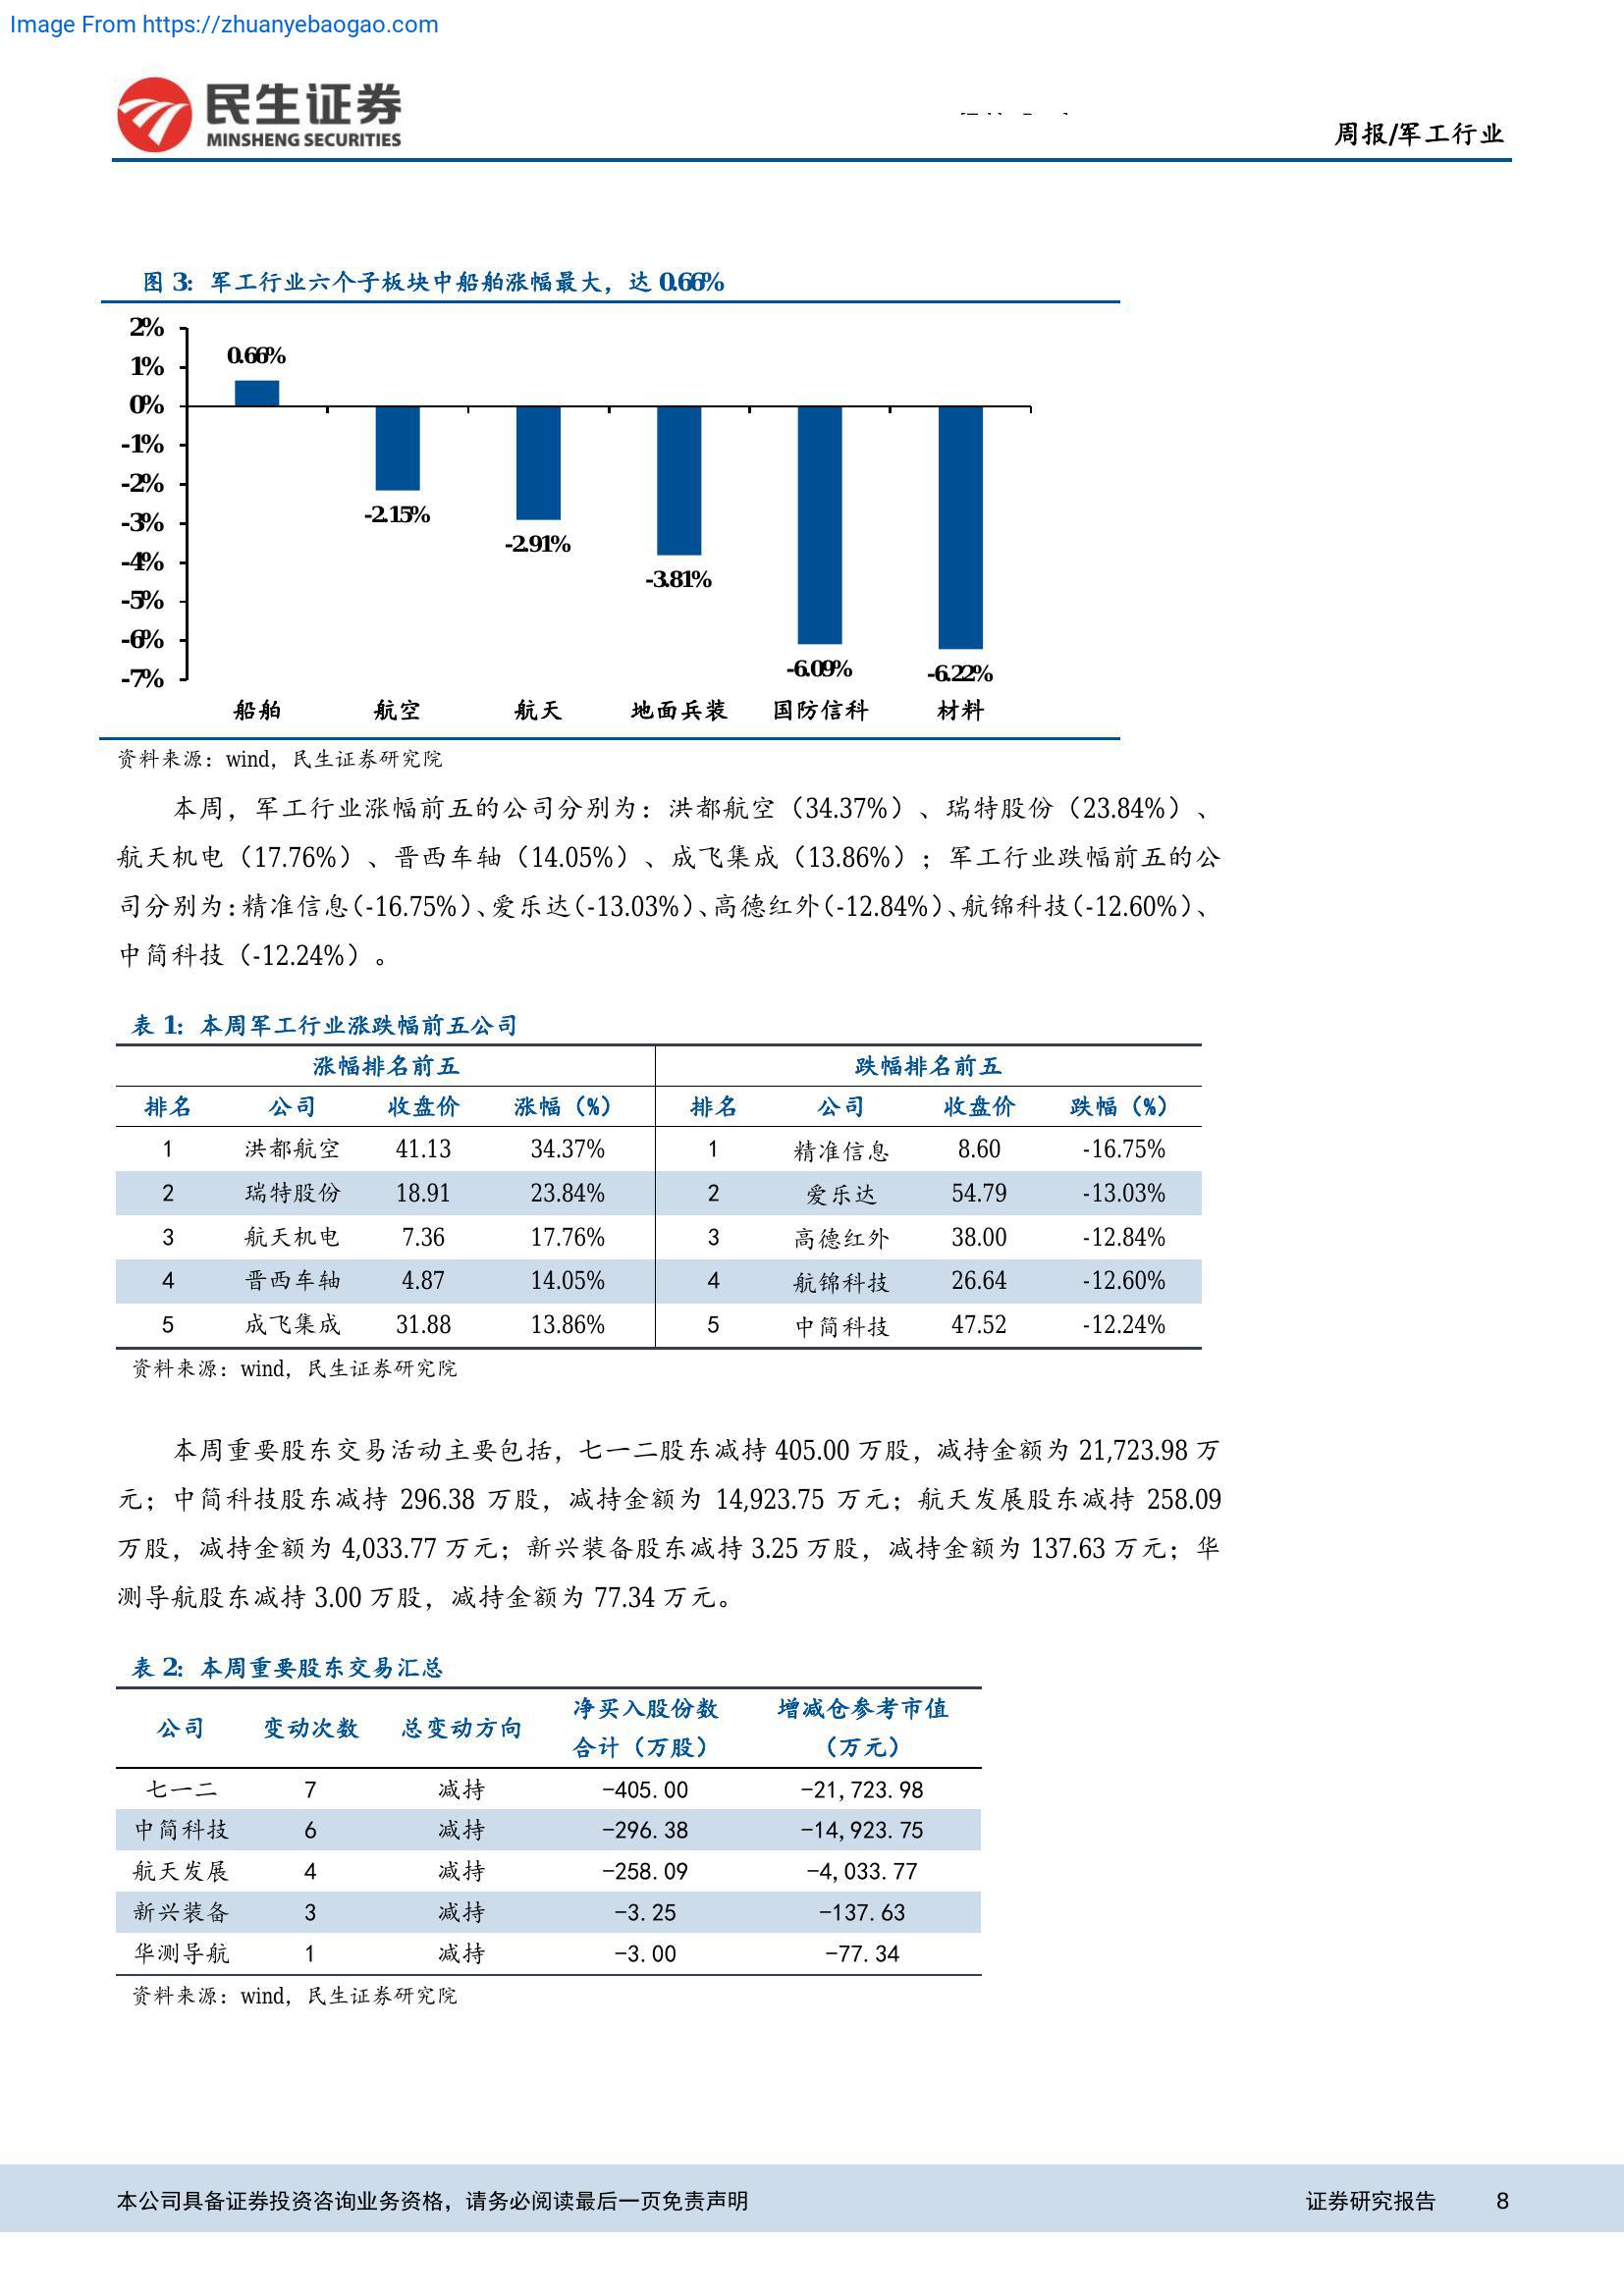 Image From https://zhuanyebaogao.com
民生证券
MINSHENG SECURITIES
周报/军工行业
图 3：军工行业六个子板块中船舶涨幅最大，达 0.66%
2%
1%
0%
-1%
-2%
-3%
-4%
-5%
-6%
-7%
0.66%
-2.15%
-2.91%
-3.81%
-6.09%
-6.22%
船舶 航空 航天 地面兵装 国防信科 材料
资料来源：wind，民生证券研究院
本周，军工行业涨幅前五的公司分别为：洪都航空（34.37%）、瑞特股份（23.84%）、
航天机电（17.76%）、晋西车轴（14.05%）、成飞集成（13.86%）；军工行业跌幅前五的公
司分别为：精准信息（-16.75%）、爱乐达（-13.03%）、高德红外（-12.84%）、航锦科技（-12.60%）、
中简科技（-12.24%）。
表 1：本周军工行业涨跌幅前五公司
涨幅排名前五 跌幅排名前五
排名 公司 收盘价 涨幅（%） 排名 公司 收盘价 跌幅（%）
1 洪都航空 41.13 34.37% 1 精准信息 8.60 -16.75%
2 瑞特股份 18.91 23.84% 2 爱乐达 54.79 -13.03%
3 航天机电 7.36 17.76% 3 高德红外 38.00 -12.84%
4 晋西车轴 4.87 14.05% 4 航锦科技 26.64 -12.60%
5 成飞集成 31.88 13.86% 5 中简科技 47.52 -12.24%
资料来源：wind，民生证券研究院
本周重要股东交易活动主要包括，七一二股东减持 405.00 万股，减持金额为 21,723.98 万
元；中简科技股东减持 296.38 万股，减持金额为 14,923.75 万元；航天发展股东减持 258.09
万股，减持金额为 4,033.77 万元；新兴装备股东减持 3.25 万股，减持金额为 137.63 万元；华
测导航股东减持 3.00 万股，减持金额为 77.34 万元。
表 2：本周重要股东交易汇总
公司 变动次数 总变动方向 净买入股份数合计（万股） 增减仓参考市值（万元）
七一二 7 减持 -405.00 -21,723.98
中简科技 6 减持 -296.38 -14,923.75
航天发展 4 减持 -258.09 -4,033.77
新兴装备 3 减持 -3.25 -137.63
华测导航 1 减持 -3.00 -77.34
资料来源：wind，民生证券研究院
本公司具备证券投资咨询业务资格，请务必阅读最后一页免责声明 证券研究报告 8